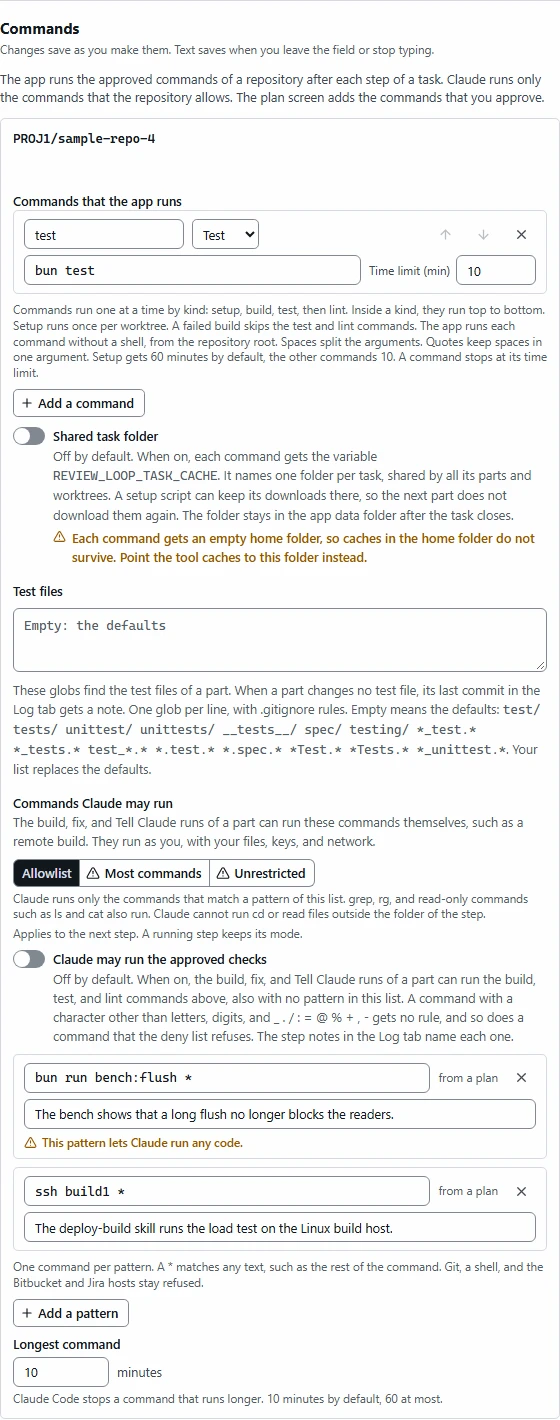 Commands
Changes save as you make them. Text saves when you leave the field or stop typing.
The app runs the approved commands of a repository after each step of a task. Claude runs only
the commands that the repository allows. The plan screen adds the commands that you approve.
PROJ1/sample-repo-4
Commands that the app runs
test Test
bun test Time limit (min) 10
Commands run one at a time by kind: setup, build, test, then lint. Inside a kind, they run top to bottom.
Setup runs once per worktree. A failed build skips the test and lint commands. The app runs each
command without a shell, from the repository root. Spaces split the arguments. Quotes keep spaces in
one argument. Setup gets 60 minutes by default, the other commands 10. A command stops at its time
limit.
+ Add a command
Shared task folder
Off by default. When on, each command gets the variable
REVIEW_LOOP_TASK_CACHE. It names one folder per task, shared by all its parts and
worktrees. A setup script can keep its downloads there, so the next part does not
download them again. The folder stays in the app data folder after the task closes.
Each command gets an empty home folder, so caches in the home folder do not
survive. Point the tool caches to this folder instead.
Test files
Empty: the defaults
These globs find the test files of a part. When a part changes no test file, its last commit in the
Log tab gets a note. One glob per line, with .gitignore rules. Empty means the defaults: test/
tests/ unittest/ unittests/ __tests__/ spec/ testing/ *_test.*
*_tests.* test_*.* *.test.* *.spec.* *Test.* *Tests.* *_unittest.*. Your
list replaces the defaults.
Commands Claude may run
The build, fix, and Tell Claude runs of a part can run these commands themselves, such as a
remote build. They run as you, with your files, keys, and network.
Allowlist Most commands Unrestricted
Claude runs only the commands that match a pattern of this list. grep, rg, and read-only commands
such as ls and cat also run. Claude cannot run cd or read files outside the folder of the step.
Applies to the next step. A running step keeps its mode.
Claude may run the approved checks
Off by default. When on, the build, fix, and Tell Claude runs of a part can run the build,
test, and lint commands above, also with no pattern in this list. A command with a
character other than letters, digits, and _ . / : = @ % + , - gets no rule, and so does a
command that the deny list refuses. The step notes in the Log tab name each one.
bun run bench:flush * from a plan
The bench shows that a long flush no longer blocks the readers.
This pattern lets Claude run any code.
ssh build1 * from a plan
The deploy-build skill runs the load test on the Linux build host.
One command per pattern. A * matches any text, such as the rest of the command. Git, a shell, and the
Bitbucket and Jira hosts stay refused.
+ Add a pattern
Longest command
10 minutes
Claude Code stops a command that runs longer. 10 minutes by default, 60 at most.